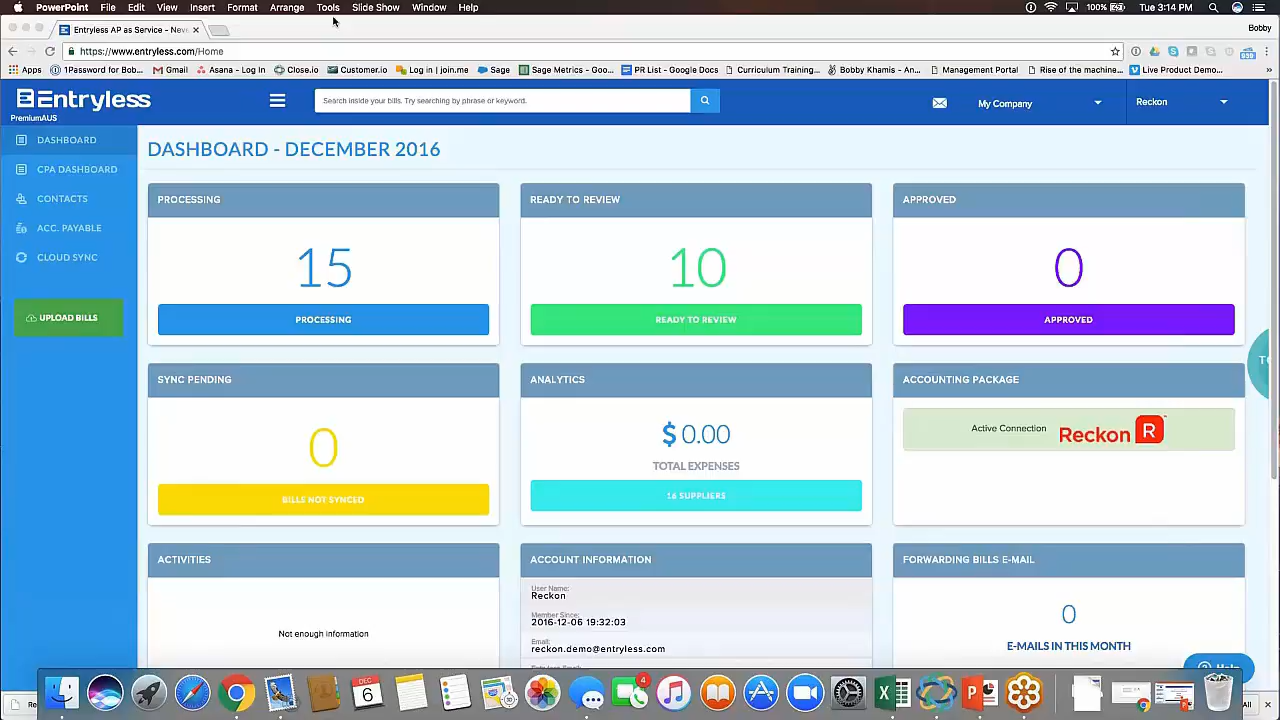 PowerPoint File Edit View Insert Format Arrange Tools Slide Show Window Help 100% Tue 3:14 PM
Entryless AP as Service - Nev Bobby
https://www.entryless.com/Home
Apps 1Password for Bob... Gmail Asana - Log In Close.io Customer.io Log in | join.me Sage Sage Metrics - Goo... PR List - Google Docs Curriculum Training... Bobby Khamis - An... Management Portal Rise of the machine... Live Product Demo... »
Entryless
PremiumAUS
Search inside your bills. Try searching by phrase or keyword.
My Company
Reckon
DASHBOARD
CPA DASHBOARD
CONTACTS
ACC. PAYABLE
CLOUD SYNC
UPLOAD BILLS
DASHBOARD - DECEMBER 2016
PROCESSING
15
PROCESSING
READY TO REVIEW
10
READY TO REVIEW
APPROVED
0
APPROVED
SYNC PENDING
0
BILLS NOT SYNCED
ANALYTICS
$ 0.00
TOTAL EXPENSES
16 SUPPLIERS
ACCOUNTING PACKAGE
Active Connection Reckon R
ACTIVITIES
Not enough information
ACCOUNT INFORMATION
User Name:
Reckon
Member Since:
2016-12-06 19:32:03
Email:
reckon.demo@entryless.com
FORWARDING BILLS E-MAIL
0
E-MAILS IN THIS MONTH
Help
DEC
6
4